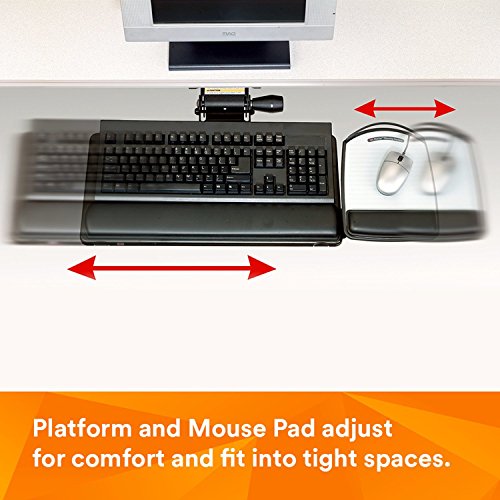 Platform and Mouse Pad adjust
for comfort and fit into tight spaces.